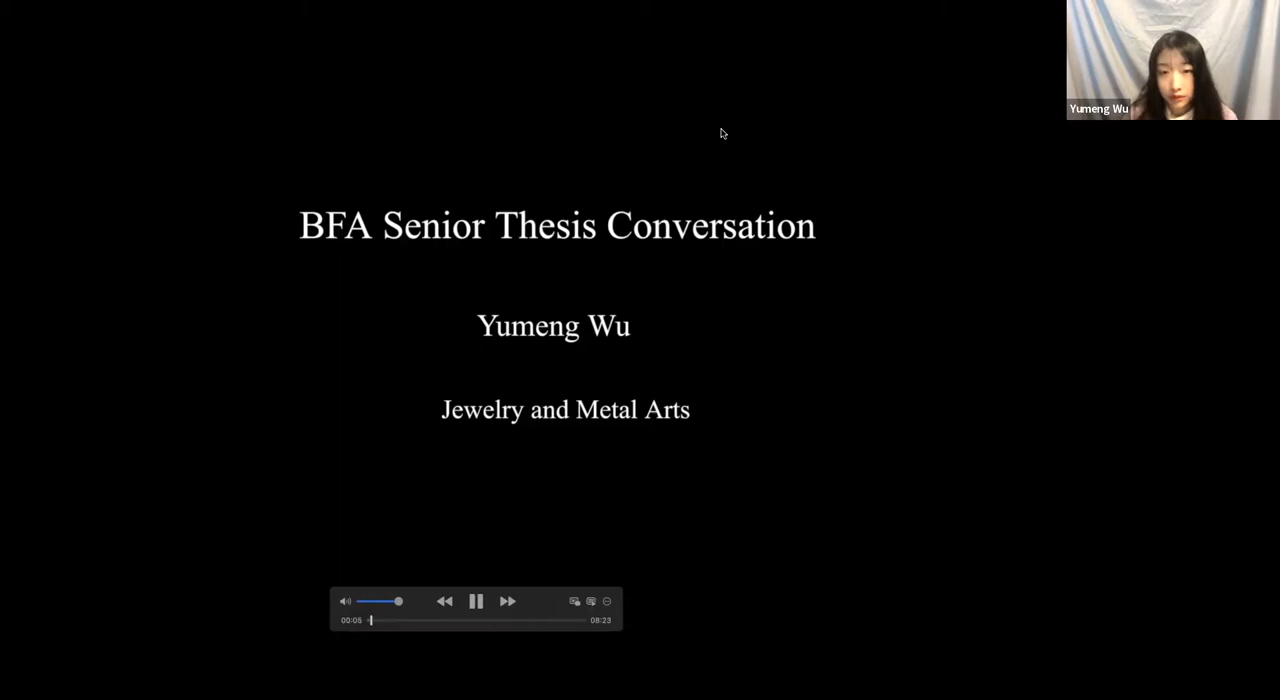 Yumeng Wu
BFA Senior Thesis Conversation
Yumeng Wu
Jewelry and Metal Arts
00:05
08:23